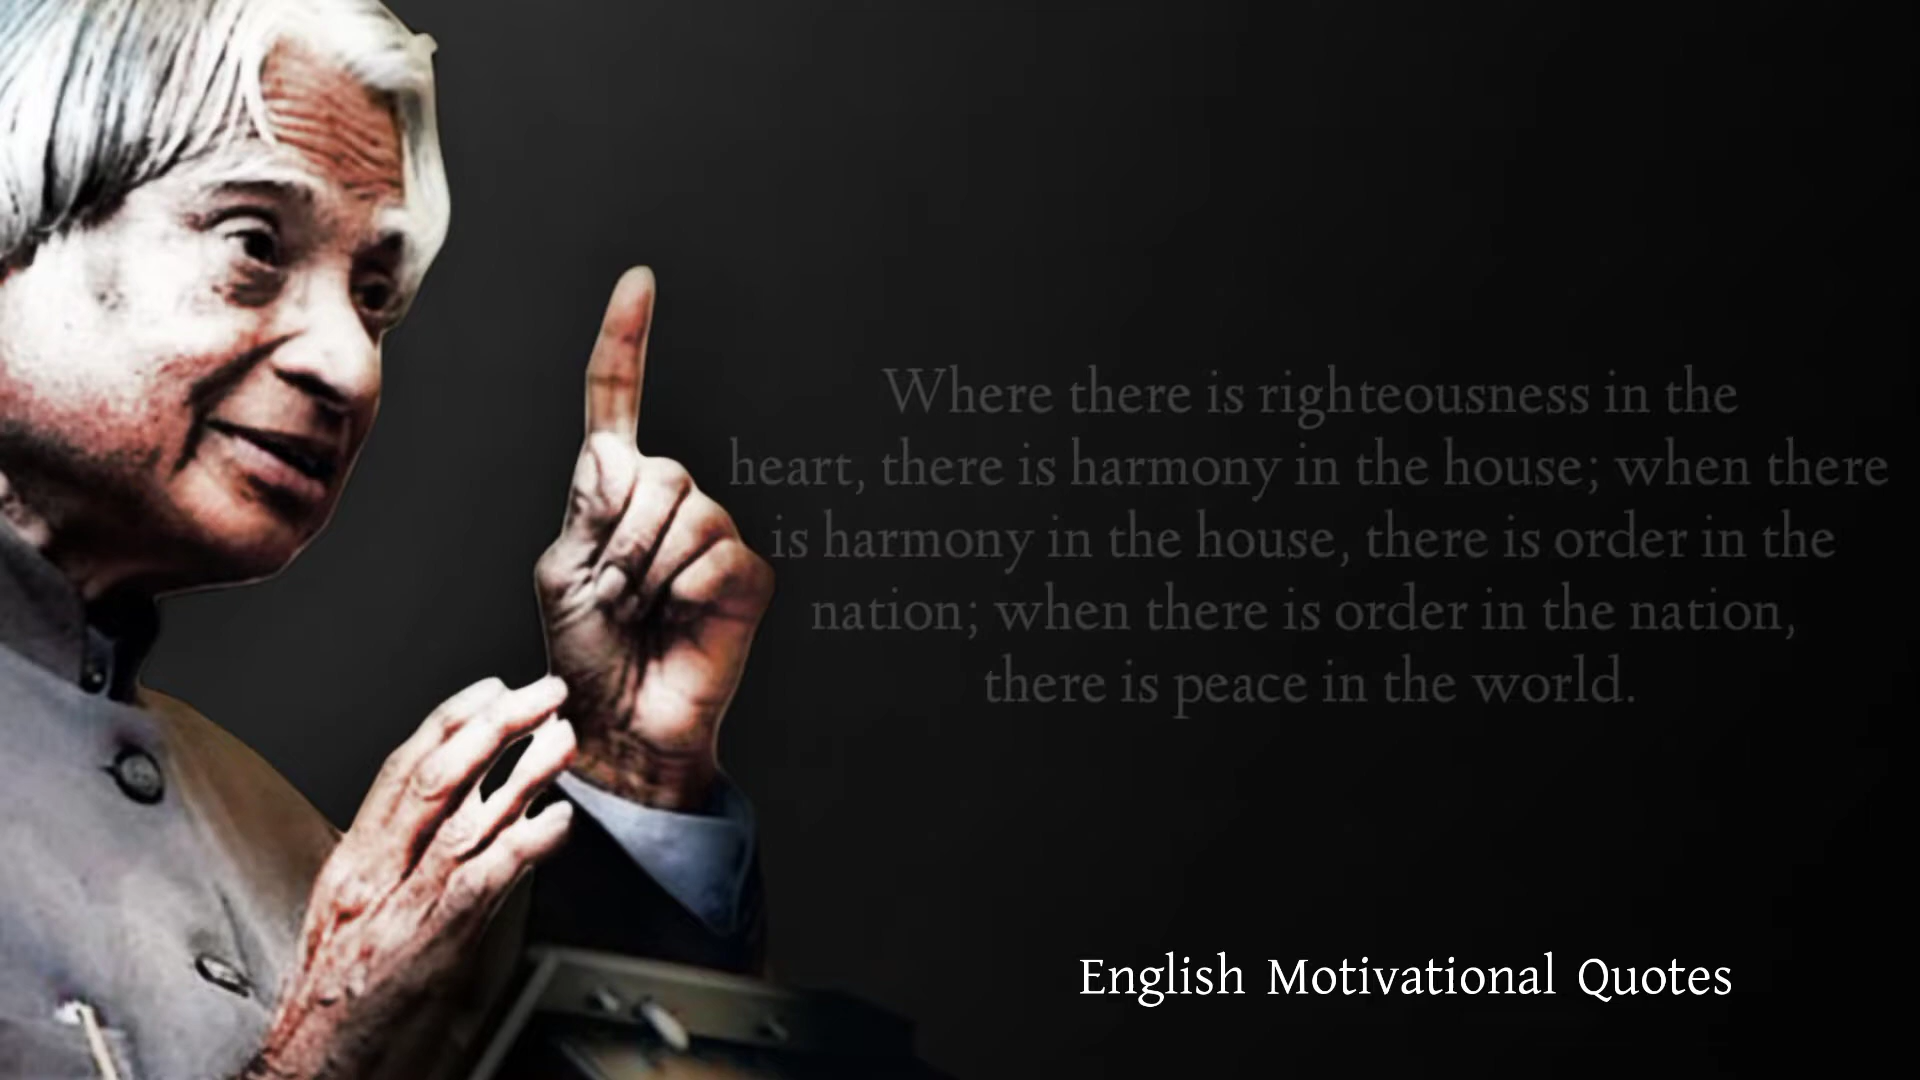 Where there is righteousness in the
heart, there is harmony in the house; when there
is harmony in the house, there is order in the
nation; when there is order in the nation,
there is peace in the world.
English Motivational Quotes